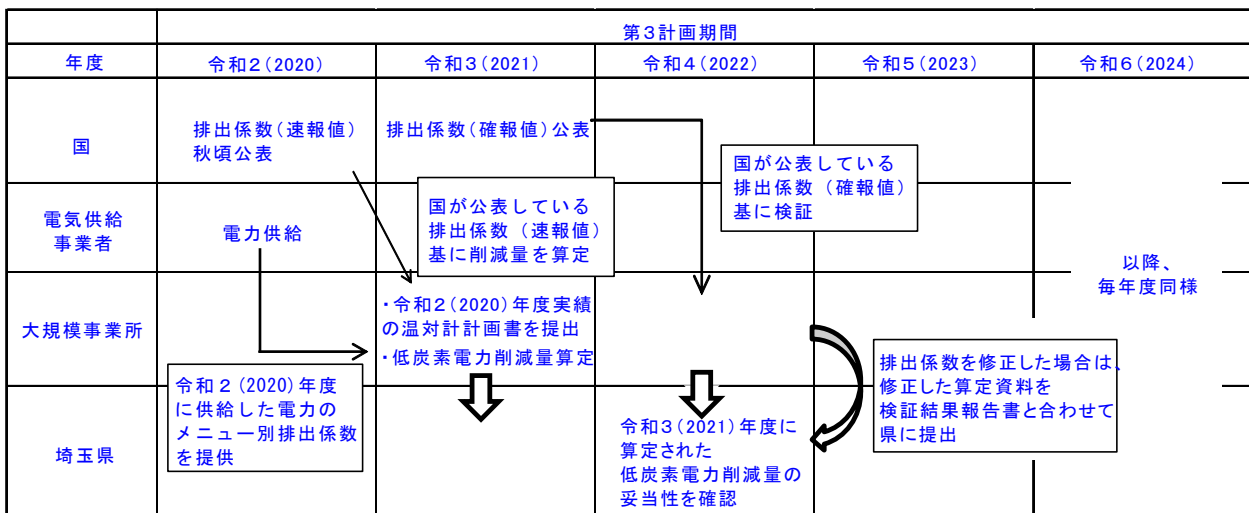 第3計画期間
年度
令和2(2020)
令和3(2021)
令和4(2022)
令和5(2023)
令和6(2024)
国
排出係数(速報値)
秋頃公表
排出係数(確報値)公表
国が公表している
排出係数(確報値)
基に検証
電気供給
事業者
電力供給
国が公表している
排出係数(速報値)
基に削減量を算定
以降、
毎年度同様
大規模事業所
・令和2(2020)年度実績
の温対計計画書を提出
・低炭素電力削減量算定
排出係数を修正した場合は、
修正した算定資料を
検証結果報告書と合わせて
県に提出
令和2(2020)年度
に供給した電力の
メニュー別排出係数
を提供
埼玉県
令和3(2021)年度に
算定された
低炭素電力削減量の
妥当性を確認